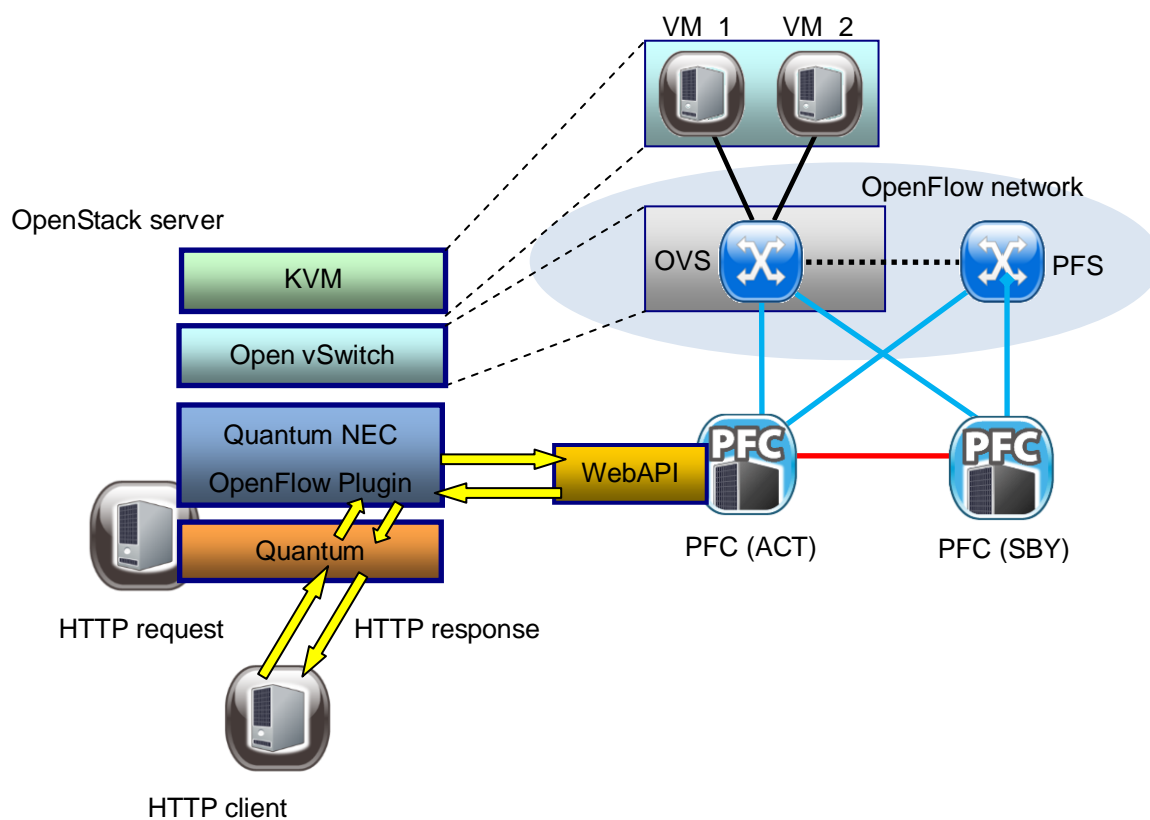 VM 1
VM 2
OpenFlow network
OpenStack server
OVS
PFS
KVM
Open vSwitch
Quantum NEC
OpenFlow Plugin
WebAPI
PFC
PFC
Quantum
PFC (ACT)
PFC (SBY)
HTTP request
HTTP response
HTTP client